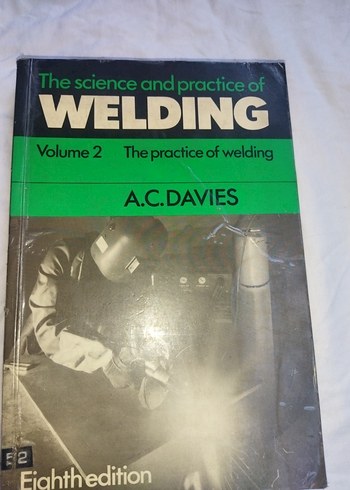 The science and practice of
WELDING
Volume 2 The practice of welding
A.C.DAVIES
Eighth edition